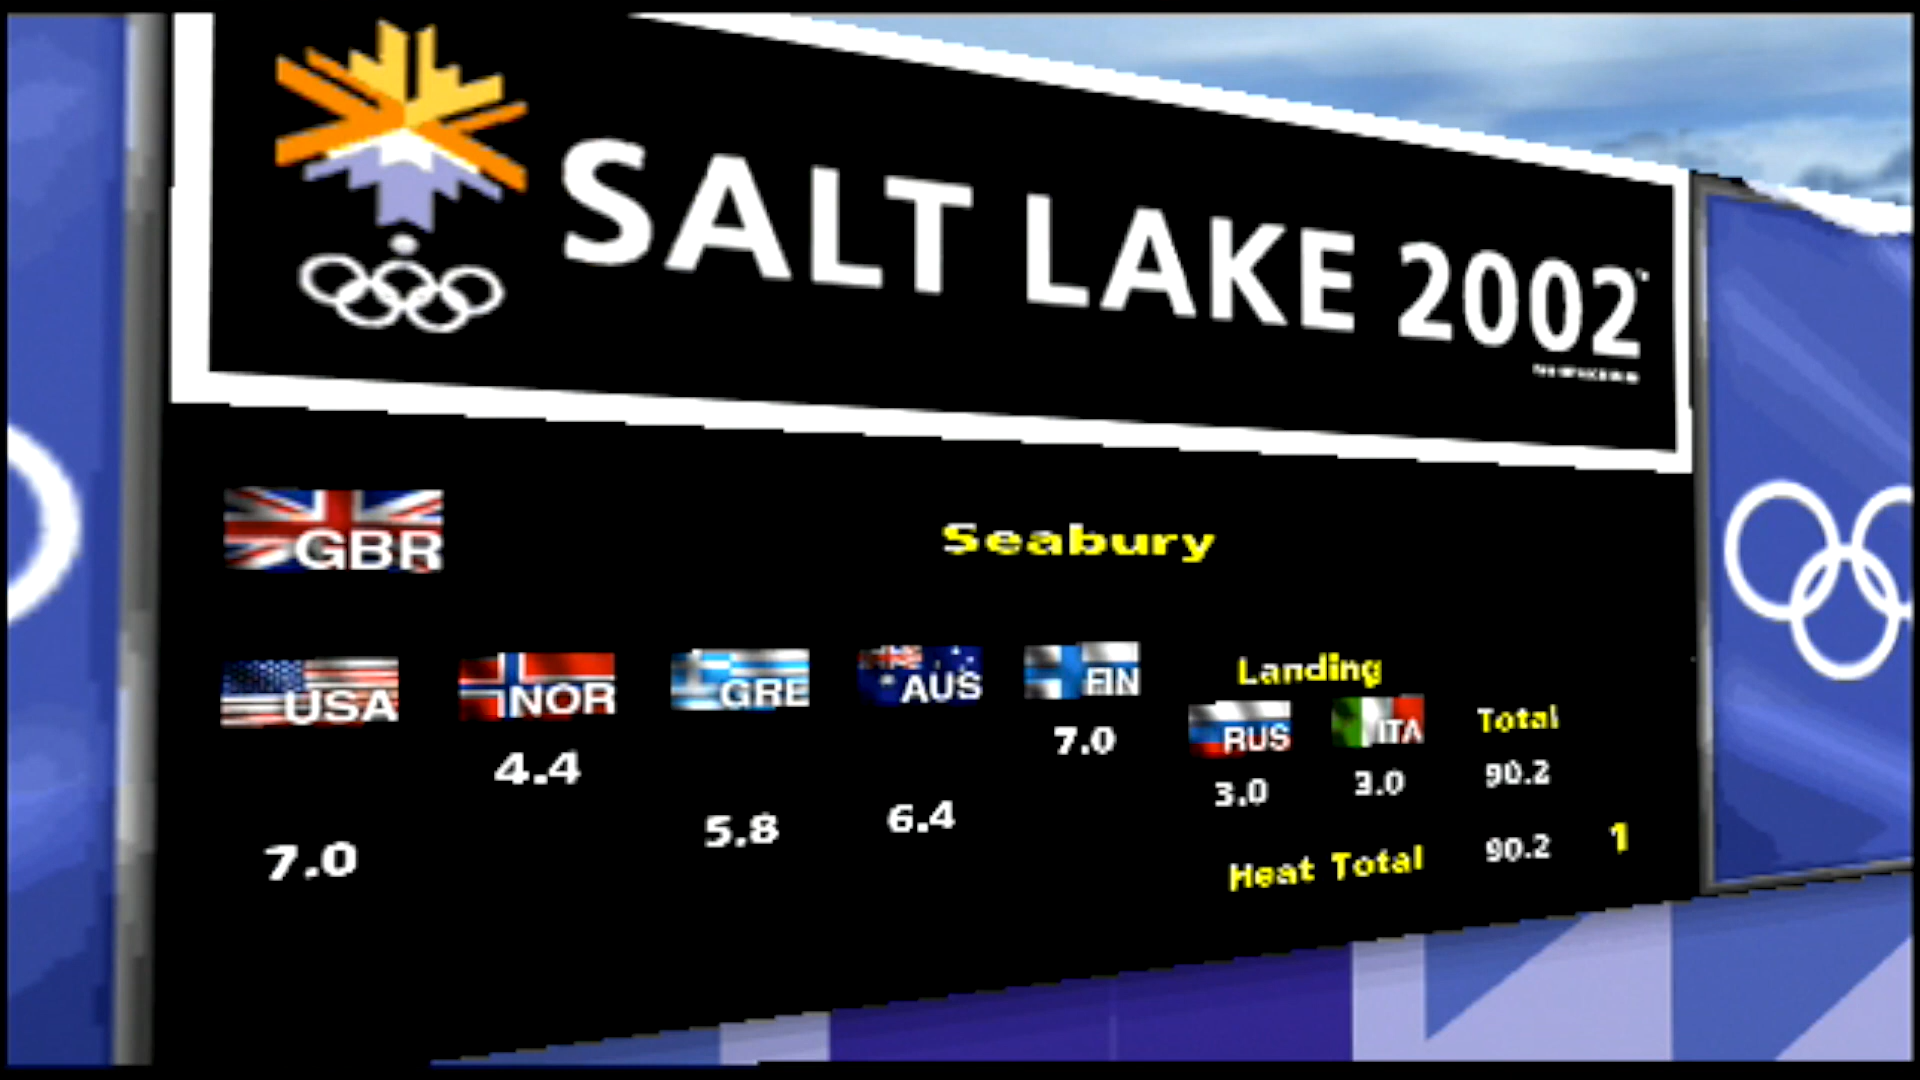 SALT LAKE 2002
GBR Seabury
USA NOR GRE AUS FIN Landing
RUS ITA Total
7.0 4.4 5.8 6.4 7.0 3.0 3.0 90.2
Heat Total 90.2 1